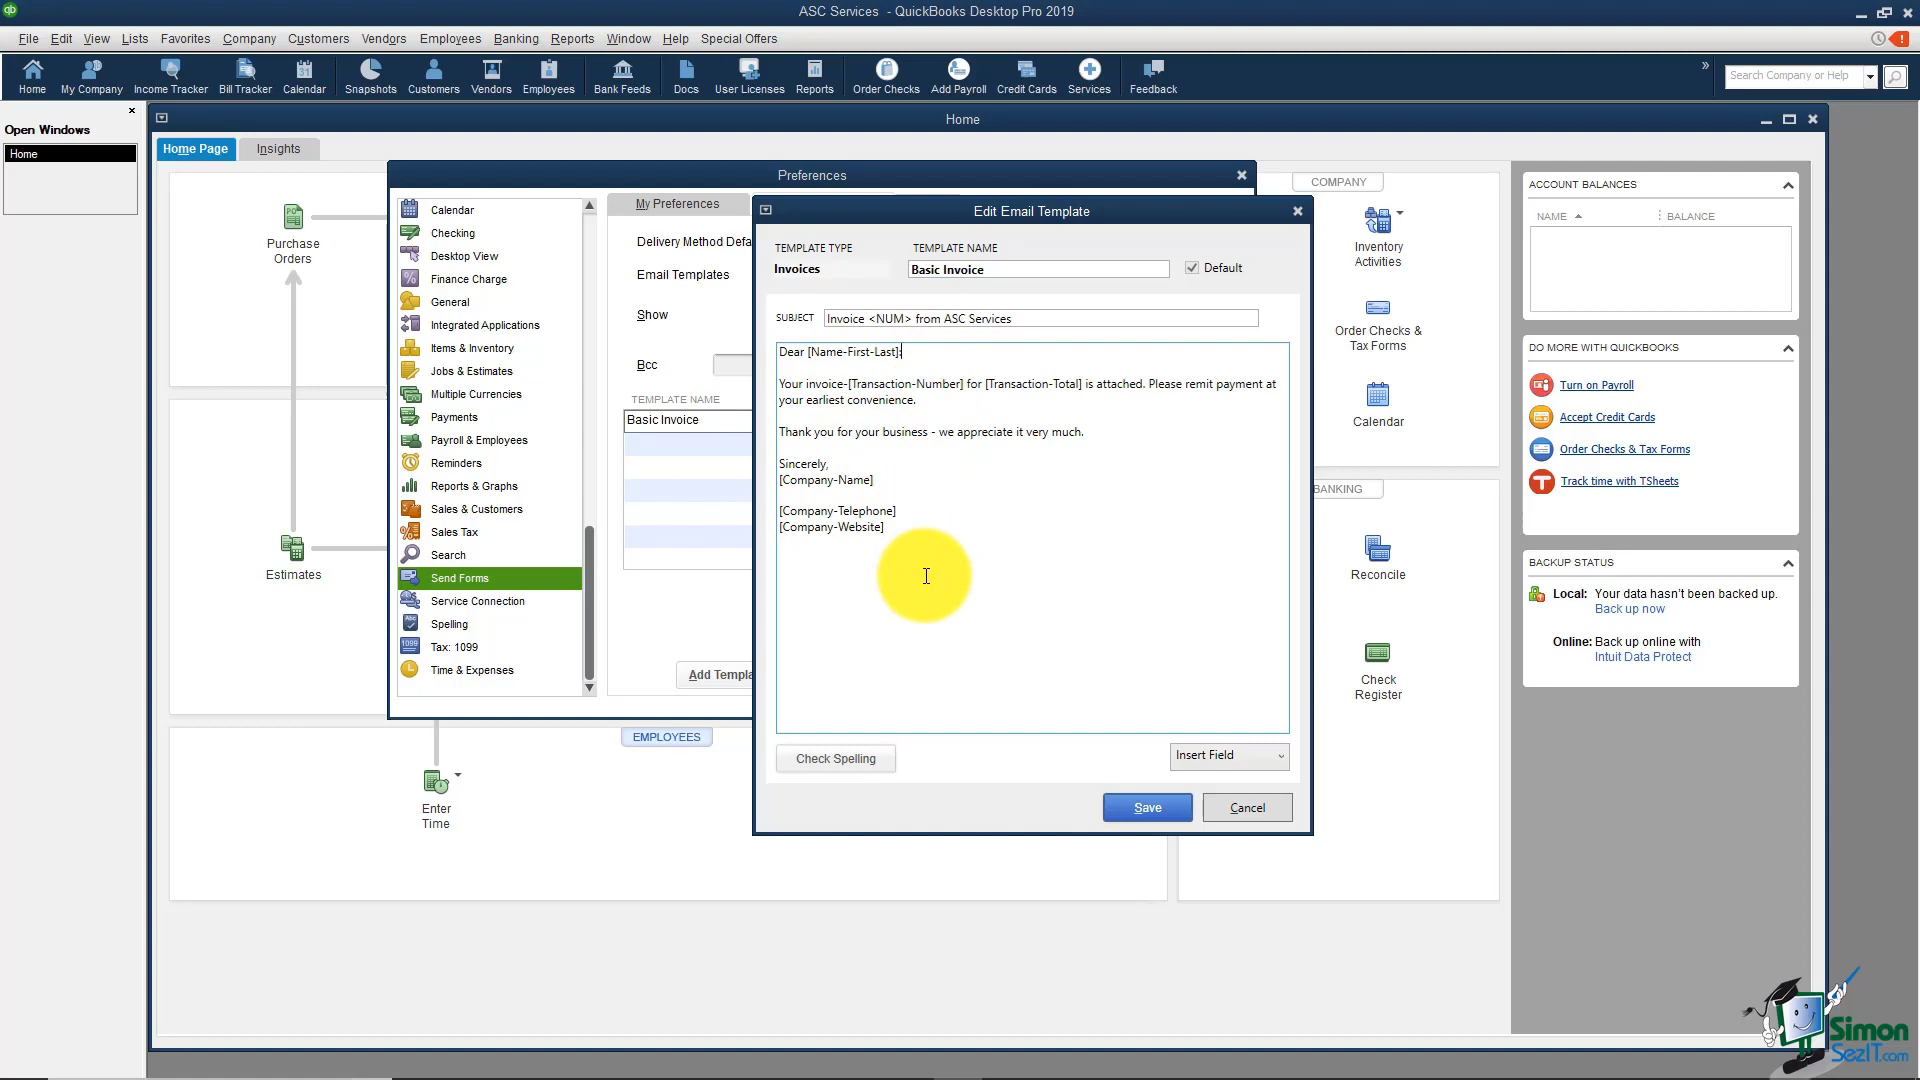 ASC Services - QuickBooks Desktop Pro 2019
File Edit View Lists Favorites Company Customers Vendors Employees Banking Reports Window Help Special Offers
Home My Company Income Tracker Bill Tracker Calendar Snapshots Customers Vendors Employees Bank Feeds Docs User Licenses Reports Order Checks Add Payroll Credit Cards Services Feedback
Search Company or Help
Open Windows
Home
Home
Home Page Insights
Purchase
Orders
Estimates
EMPLOYEES
Enter
Time
Preferences
Calendar
Checking
Desktop View
Finance Charge
General
Integrated Applications
Items & Inventory
Jobs & Estimates
Multiple Currencies
Payments
Payroll & Employees
Reminders
Reports & Graphs
Sales & Customers
Sales Tax
Search
Send Forms
Service Connection
Spelling
Tax: 1099
Time & Expenses
My Preferences
Delivery Method Defa
Email Templates
Show
Bcc
TEMPLATE NAME
Basic Invoice
Add Templa
Edit Email Template
TEMPLATE TYPE TEMPLATE NAME
Invoices Basic Invoice Default
SUBJECT Invoice <NUM> from ASC Services
Dear [Name-First-Last]:
Your invoice-[Transaction-Number] for [Transaction-Total] is attached. Please remit payment at
your earliest convenience.
Thank you for your business - we appreciate it very much.
Sincerely,
[Company-Name]
[Company-Telephone]
[Company-Website]
Check Spelling Insert Field
Save Cancel
COMPANY
Inventory
Activities
Order Checks &
Tax Forms
Calendar
BANKING
Reconcile
Check
Register
ACCOUNT BALANCES
NAME BALANCE
DO MORE WITH QUICKBOOKS
Turn on Payroll
Accept Credit Cards
Order Checks & Tax Forms
Track time with TSheets
BACKUP STATUS
Local: Your data hasn't been backed up.
Back up now
Online: Back up online with
Intuit Data Protect
Simon
SezIT.com